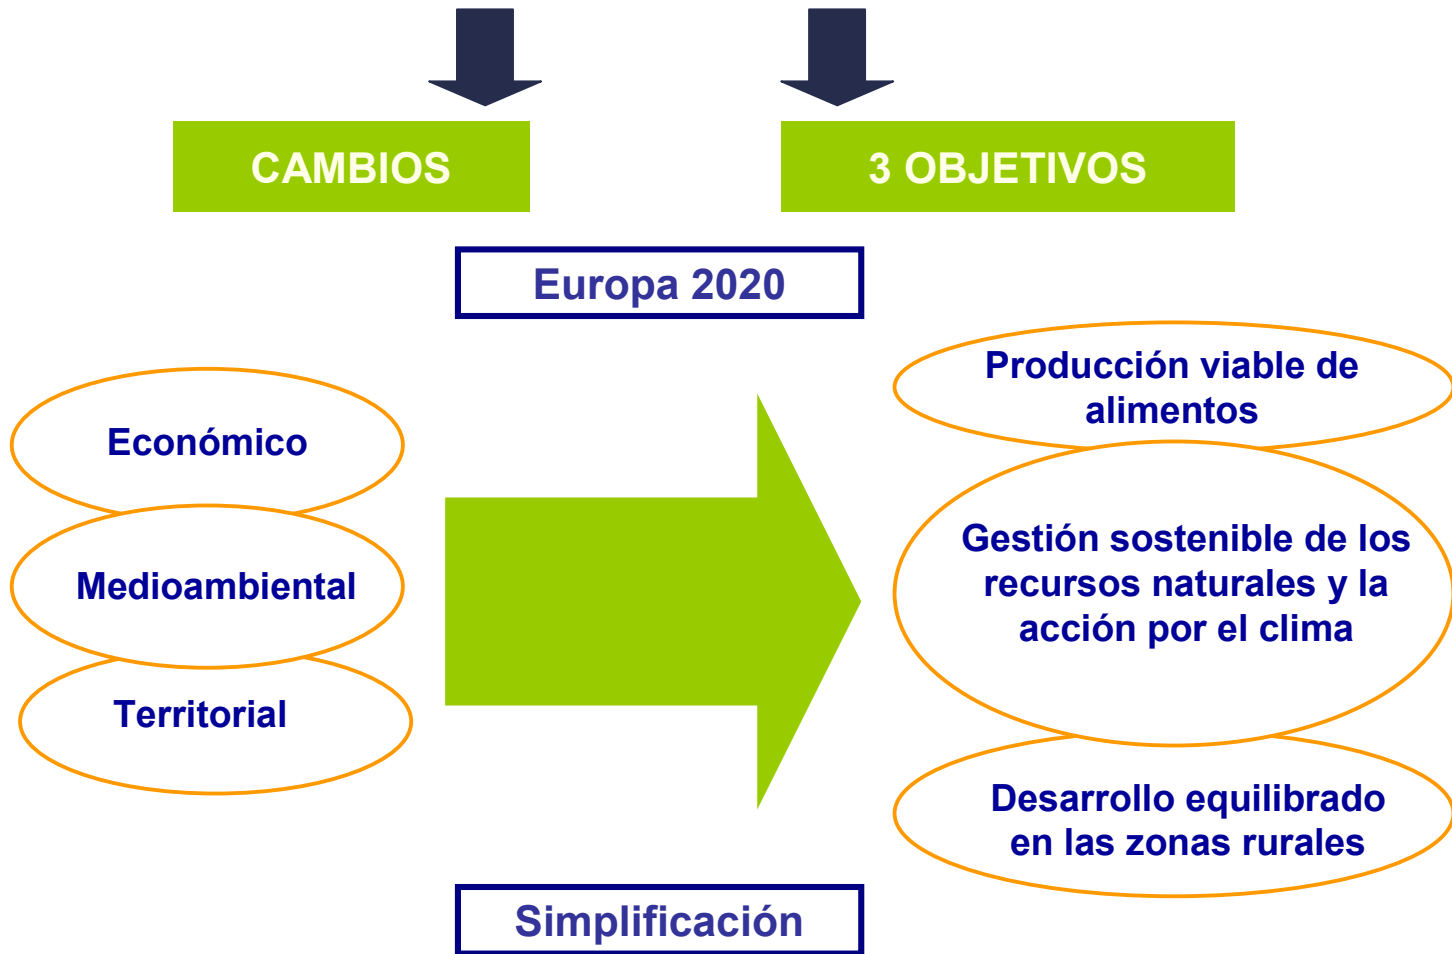 CAMBIOS
3 OBJETIVOS
Europa 2020
Económico
Medioambiental
Territorial
Producción viable de
alimentos
Gestión sostenible de los
recursos naturales y la
acción por el clima
Desarrollo equilibrado
en las zonas rurales
Simplificación